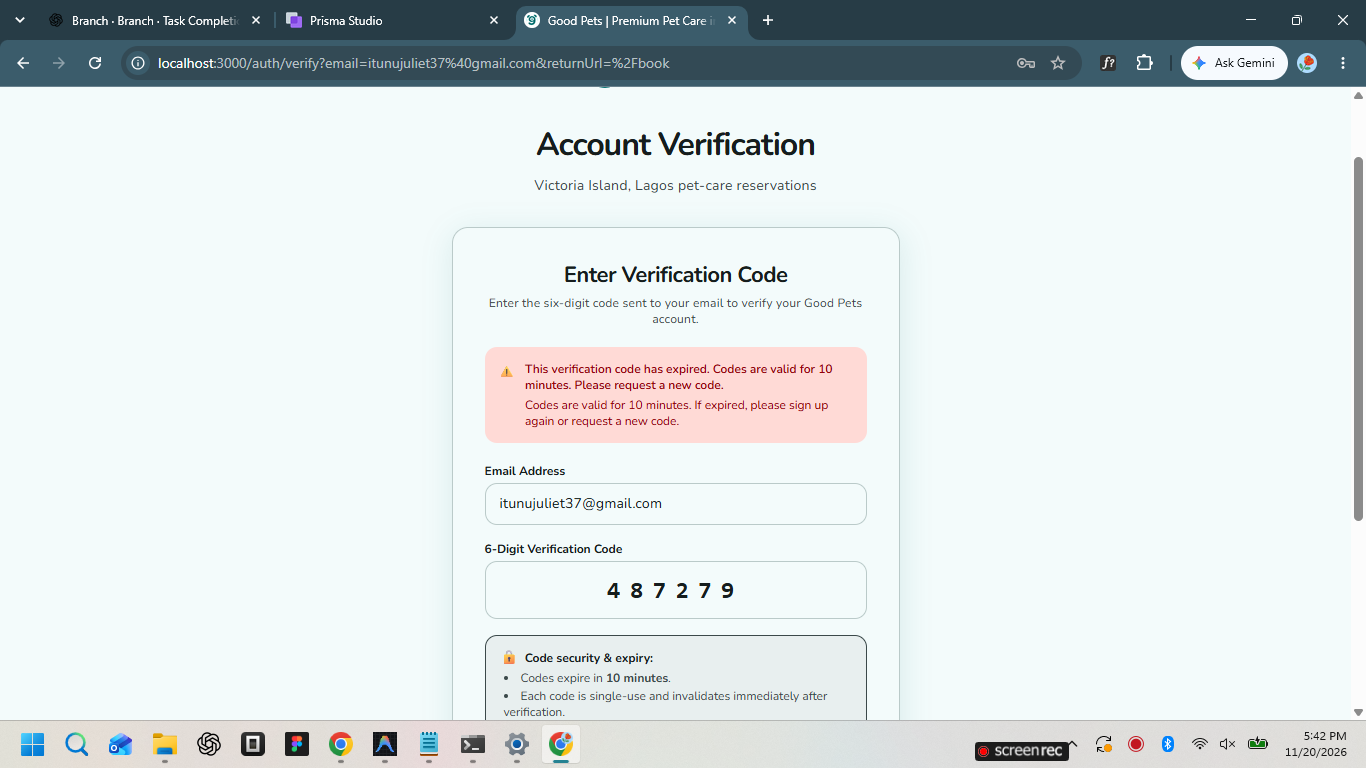 Branch · Branch · Task Completi
Prisma Studio
Good Pets | Premium Pet Care i
localhost:3000/auth/verify?email=itunujuliet37%40gmail.com&returnUrl=%2Fbook
f?
Ask Gemini
Account Verification
Victoria Island, Lagos pet-care reservations
Enter Verification Code
Enter the six-digit code sent to your email to verify your Good Pets
account.
This verification code has expired. Codes are valid for 10
minutes. Please request a new code.
Codes are valid for 10 minutes. If expired, please sign up
again or request a new code.
Email Address
itunujuliet37@gmail.com
6-Digit Verification Code
487279
Code security & expiry:
• Codes expire in 10 minutes.
• Each code is single-use and invalidates immediately after
verification.
screenrec
5:42 PM
11/20/2026